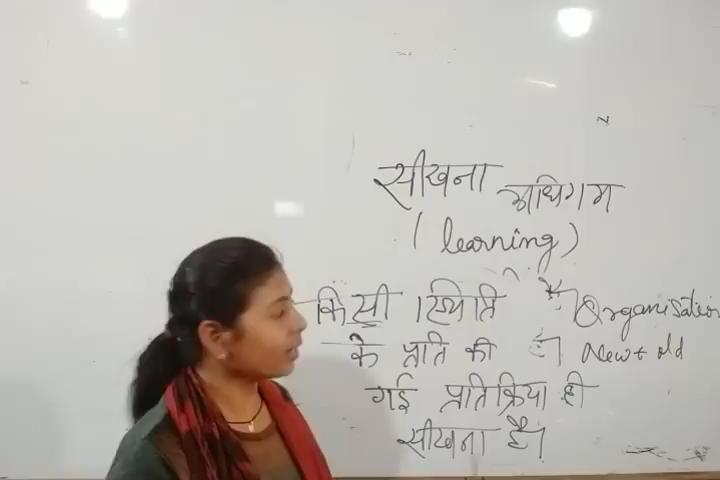 सीखना अधिगम
( learning )
किसी स्थिति है। Organisation
के प्रति की है। New + old
गई प्रतिक्रिया ही
सीखना है।